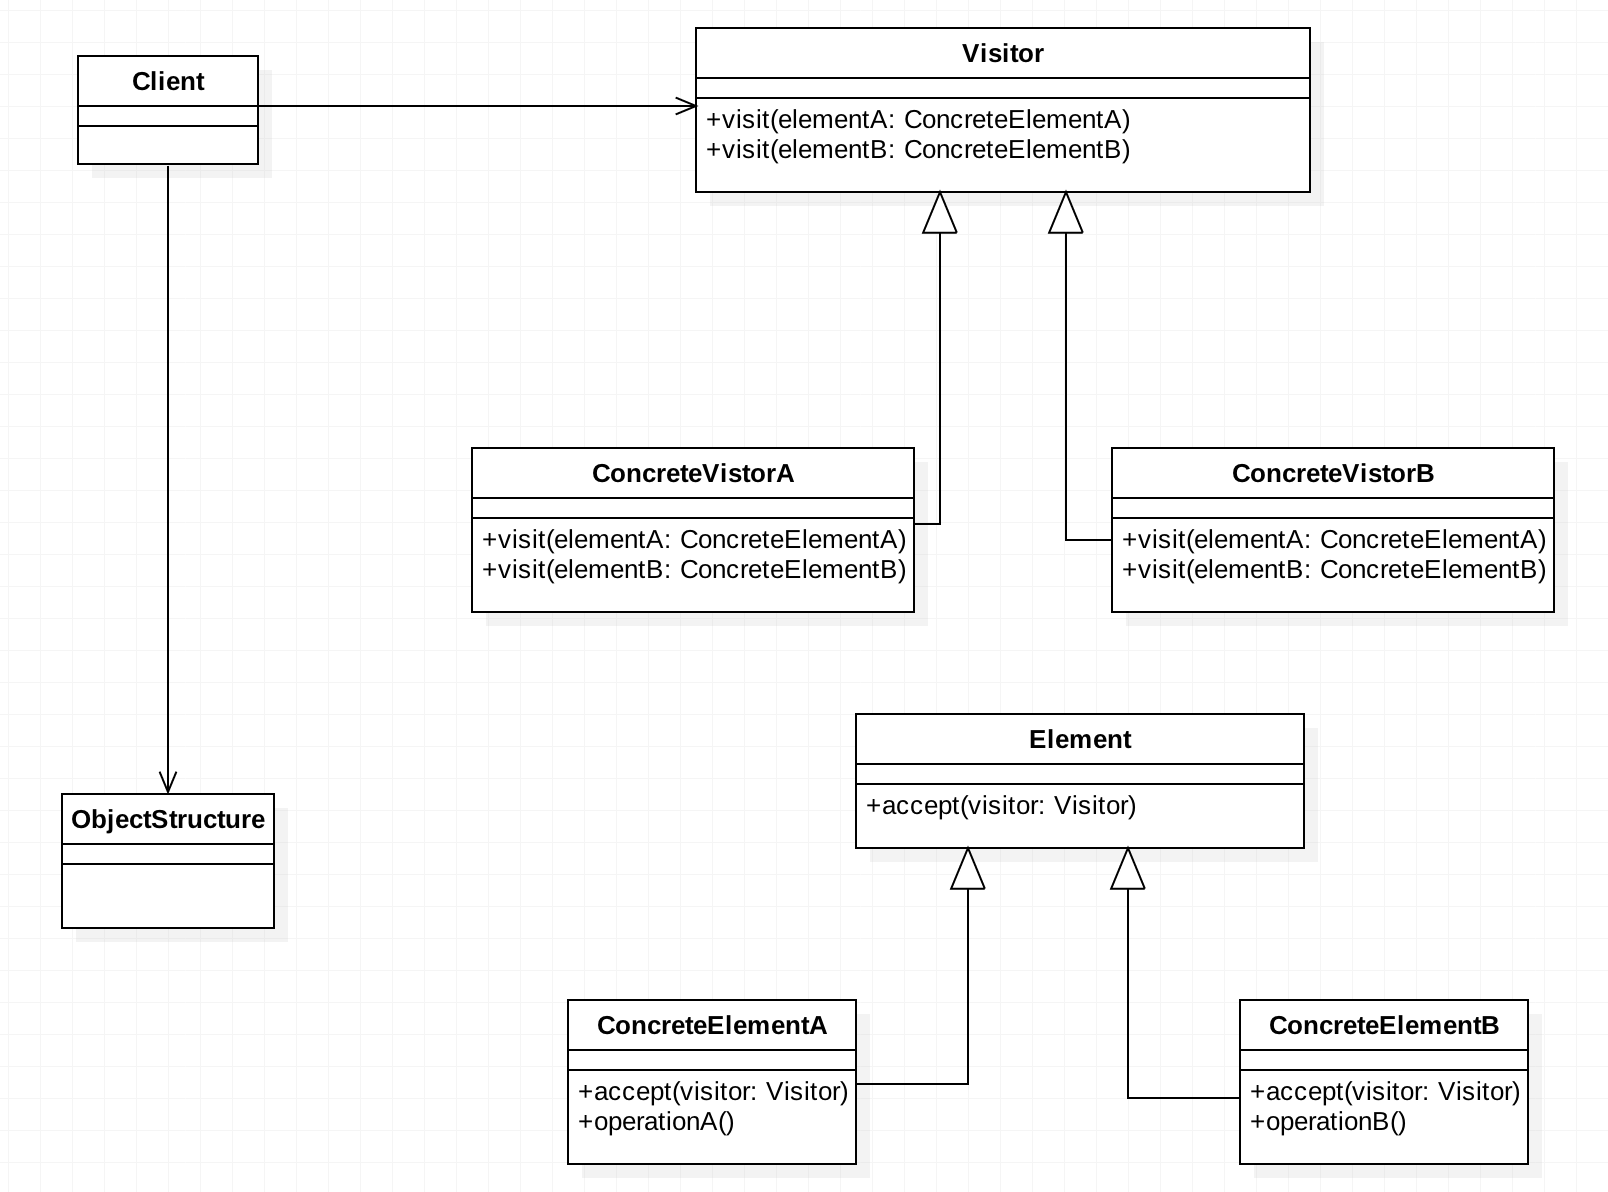 Client
Visitor
+visit(elementA: ConcreteElementA)
+visit(elementB: ConcreteElementB)
ConcreteVistorA
+visit(elementA: ConcreteElementA)
+visit(elementB: ConcreteElementB)
ConcreteVistorB
+visit(elementA: ConcreteElementA)
+visit(elementB: ConcreteElementB)
Element
+accept(visitor: Visitor)
ObjectStructure
ConcreteElementA
+accept(visitor: Visitor)
+operationA()
ConcreteElementB
+accept(visitor: Visitor)
+operationB()